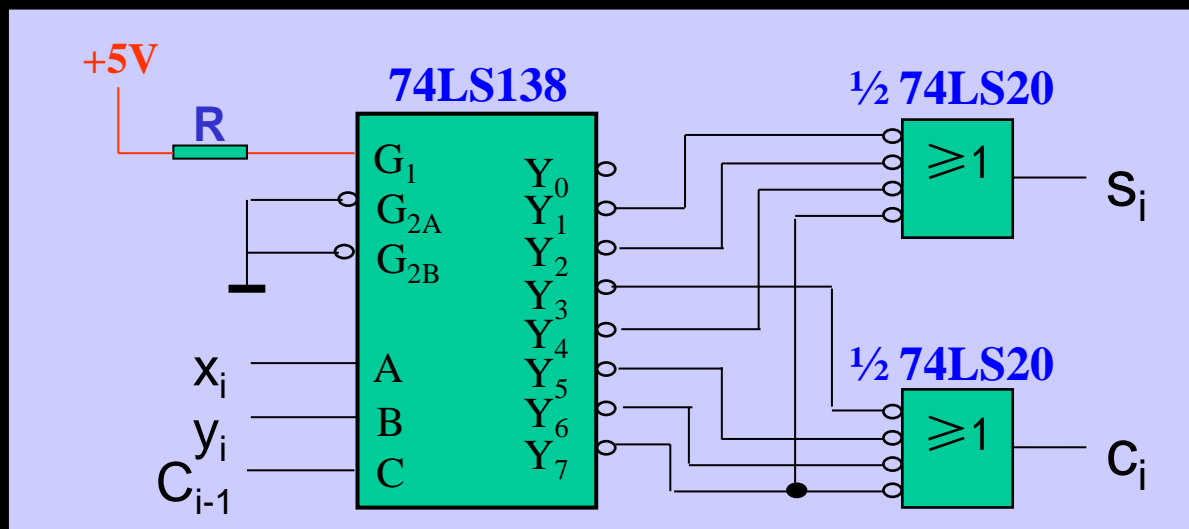 +5V
74LS138
½ 74LS20
R
G₁
Y₀
≥1
sᵢ
G₂A
Y₁
G₂B
Y₂
Y₃
Y₄
xᵢ
A
Y₅
½ 74LS20
yᵢ
B
Y₆
≥1
cᵢ
Cᵢ₋₁
C
Y₇